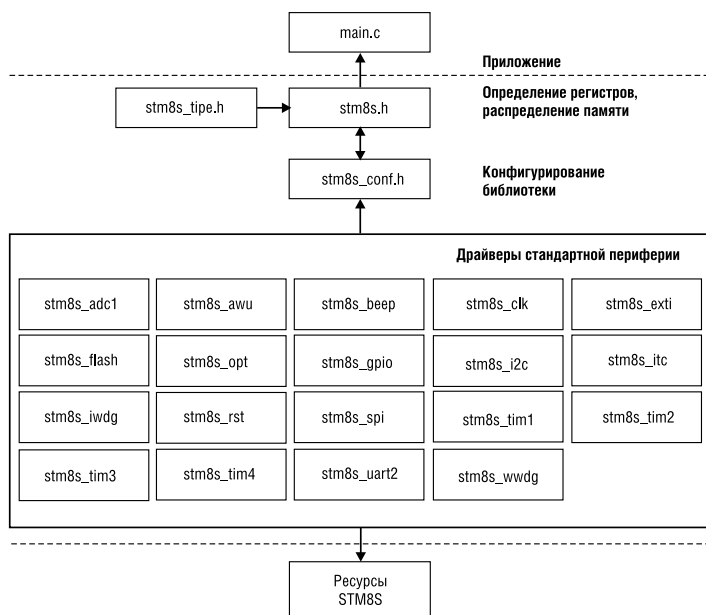 main.c
Приложение
stm8s_tipe.h
stm8s.h
Определение регистров,
распределение памяти
stm8s_conf.h
Конфигурирование
библиотеки
Драйверы стандартной периферии
stm8s_adc1
stm8s_awu
stm8s_beep
stm8s_clk
stm8s_exti
stm8s_flash
stm8s_opt
stm8s_gpio
stm8s_i2c
stm8s_itc
stm8s_iwdg
stm8s_rst
stm8s_spi
stm8s_tim1
stm8s_tim2
stm8s_tim3
stm8s_tim4
stm8s_uart2
stm8s_wwdg
Ресурсы
STM8S